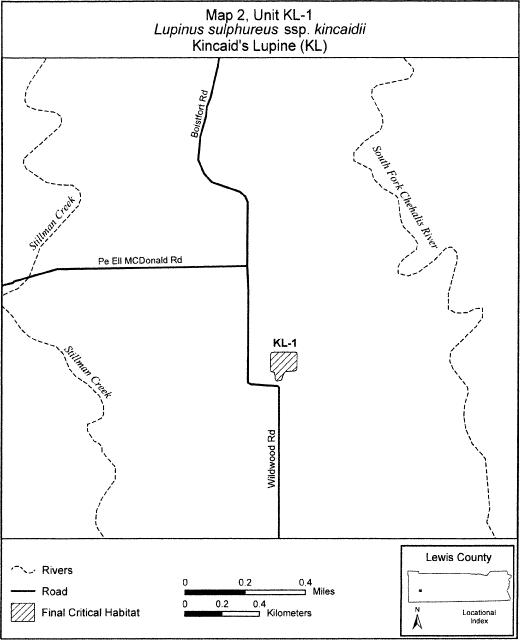 Map 2, Unit KL-1
Lupinus sulphureus ssp. kincaidii
Kincaid's Lupine (KL)
Boistfort Rd
South Fork Chehalis River
Stillman Creek
Pe Ell MCDonald Rd
Stillman Creek
KL-1
Wildwood Rd
Rivers
Road
Final Critical Habitat
0 0.2 0.4
Miles
0 0.2 0.4
Kilometers
Lewis County
N
Locational
Index